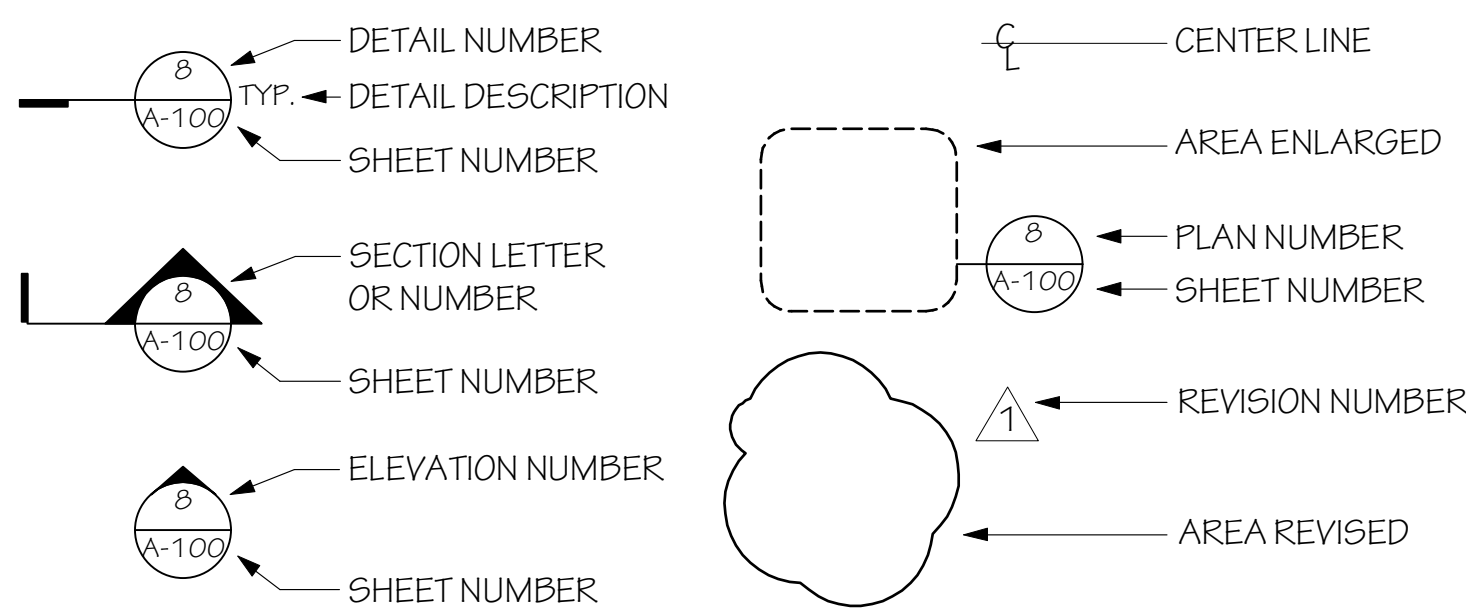 DETAIL NUMBER
8
TYP.
DETAIL DESCRIPTION
A-100
SHEET NUMBER
SECTION LETTER
OR NUMBER
8
A-100
SHEET NUMBER
ELEVATION NUMBER
8
A-100
SHEET NUMBER
CL
CENTER LINE
AREA ENLARGED
8
PLAN NUMBER
A-100
SHEET NUMBER
1
REVISION NUMBER
AREA REVISED